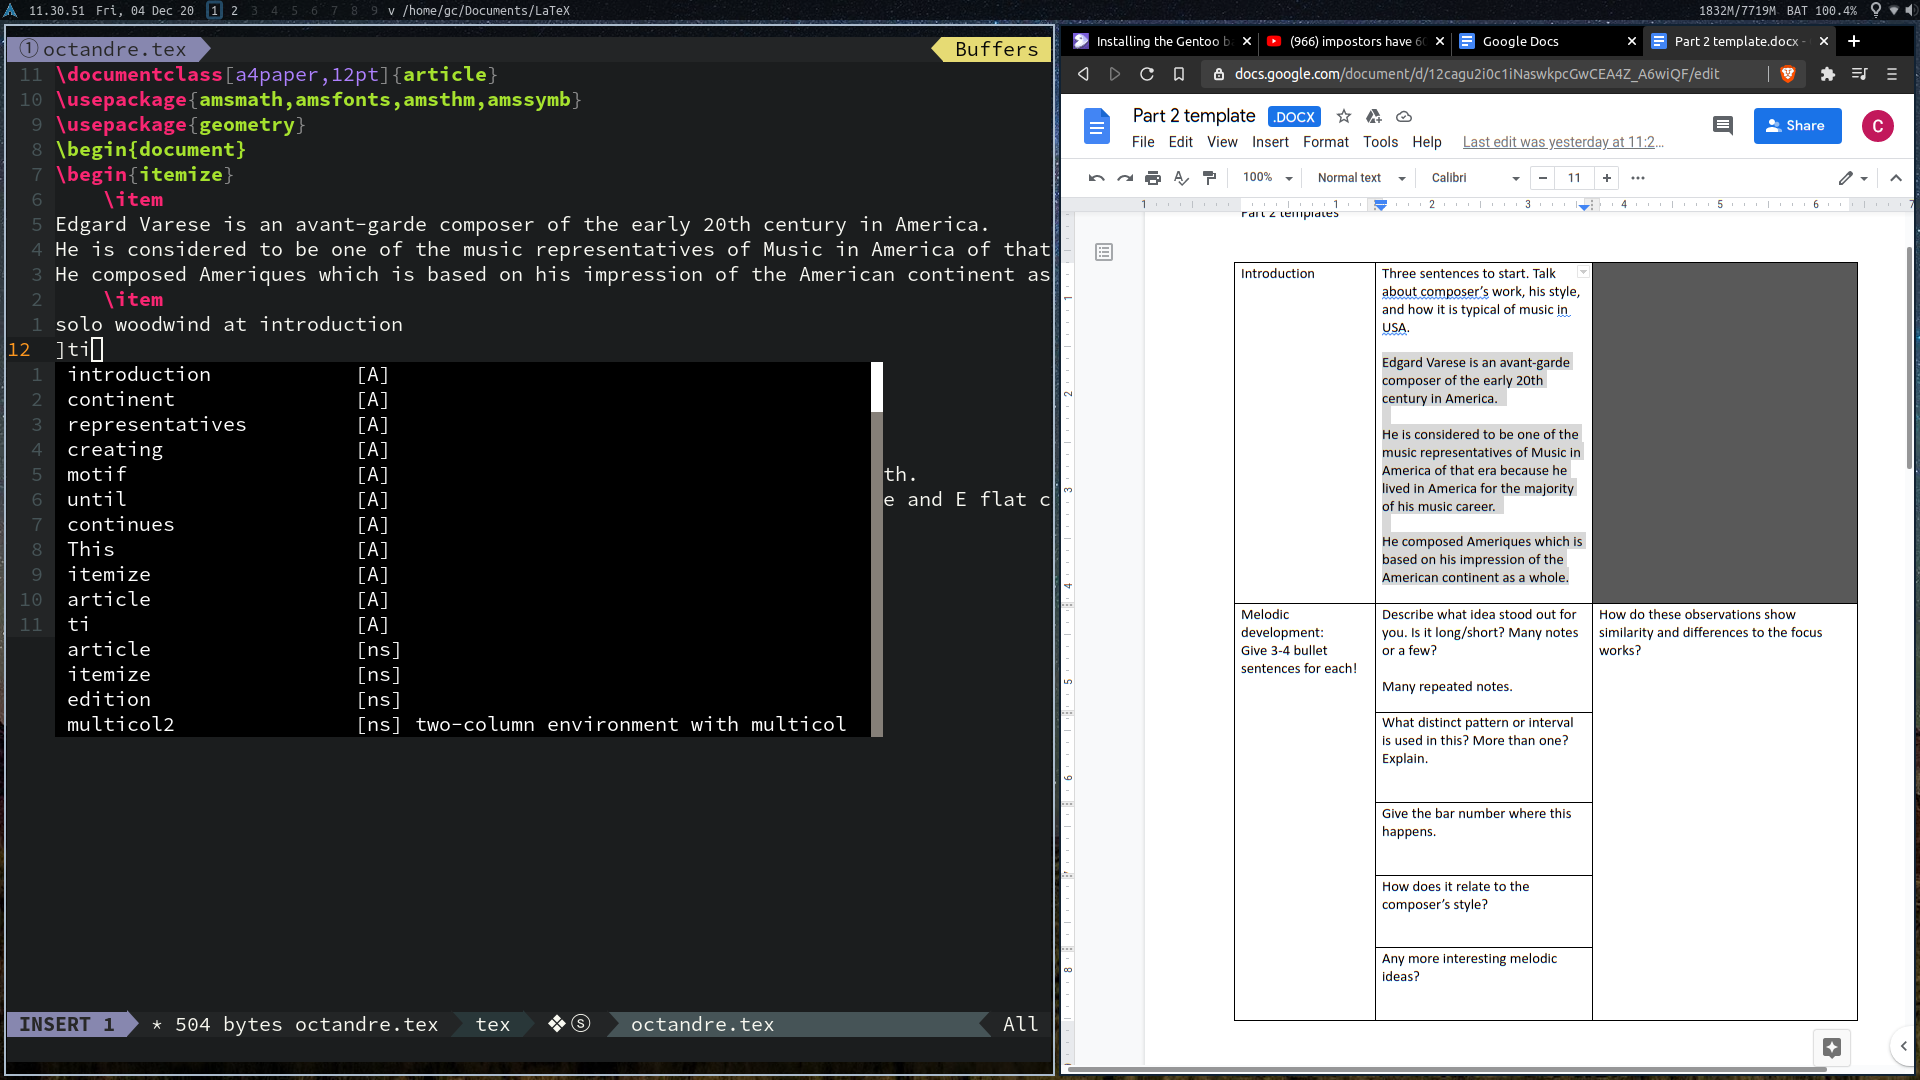 11.30.51 Fri, 04 Dec 20 1 2 3 4 5 6 7 8 9 v /home/gc/Documents/LaTeX
1832M/7719M BAT 100.4%
1 octandre.tex
Buffers
11 \documentclass[a4paper,12pt]{article}
10 \usepackage{amsmath,amsfonts,amsthm,amssymb}
9 \usepackage{geometry}
8 \begin{document}
7 \begin{itemize}
6 \item
5 Edgard Varese is an avant-garde composer of the early 20th century in America.
4 He is considered to be one of the music representatives of Music in America of that
3 He composed Ameriques which is based on his impression of the American continent as
2 \item
1 solo woodwind at introduction
12 ]ti
1 introduction [A]
2 continent [A]
3 representatives [A]
4 creating [A]
5 motif [A] th.
6 until [A] e and E flat c
7 continues [A]
8 This [A]
9 itemize [A]
10 article [A]
11 ti [A]
article [ns]
itemize [ns]
edition [ns]
multicol2 [ns] two-column environment with multicol
INSERT 1 * 504 bytes octandre.tex tex S octandre.tex All
Installing the Gentoo b
(966) impostors have 60
Google Docs
Part 2 template.docx -
docs.google.com/document/d/12cagu2i0c1iNaswkpcGwCEA4Z_A6wiQF/edit
Part 2 template .DOCX
Share
C
File Edit View Insert Format Tools Help Last edit was yesterday at 11:2...
100% Normal text Calibri 11
1 1 2 3 4 5 6 7
Part 2 templates
1
2
3
4
5
6
7
8
Introduction
Three sentences to start. Talk
about composer's work, his style,
and how it is typical of music in
USA.
Edgard Varese is an avant-garde
composer of the early 20th
century in America.
He is considered to be one of the
music representatives of Music in
America of that era because he
lived in America for the majority
of his music career.
He composed Ameriques which is
based on his impression of the
American continent as a whole.
Melodic
development:
Give 3-4 bullet
sentences for each!
Describe what idea stood out for
you. Is it long/short? Many notes
or a few?
Many repeated notes.
How do these observations show
similarity and differences to the focus
works?
What distinct pattern or interval
is used in this? More than one?
Explain.
Give the bar number where this
happens.
How does it relate to the
composer's style?
Any more interesting melodic
ideas?